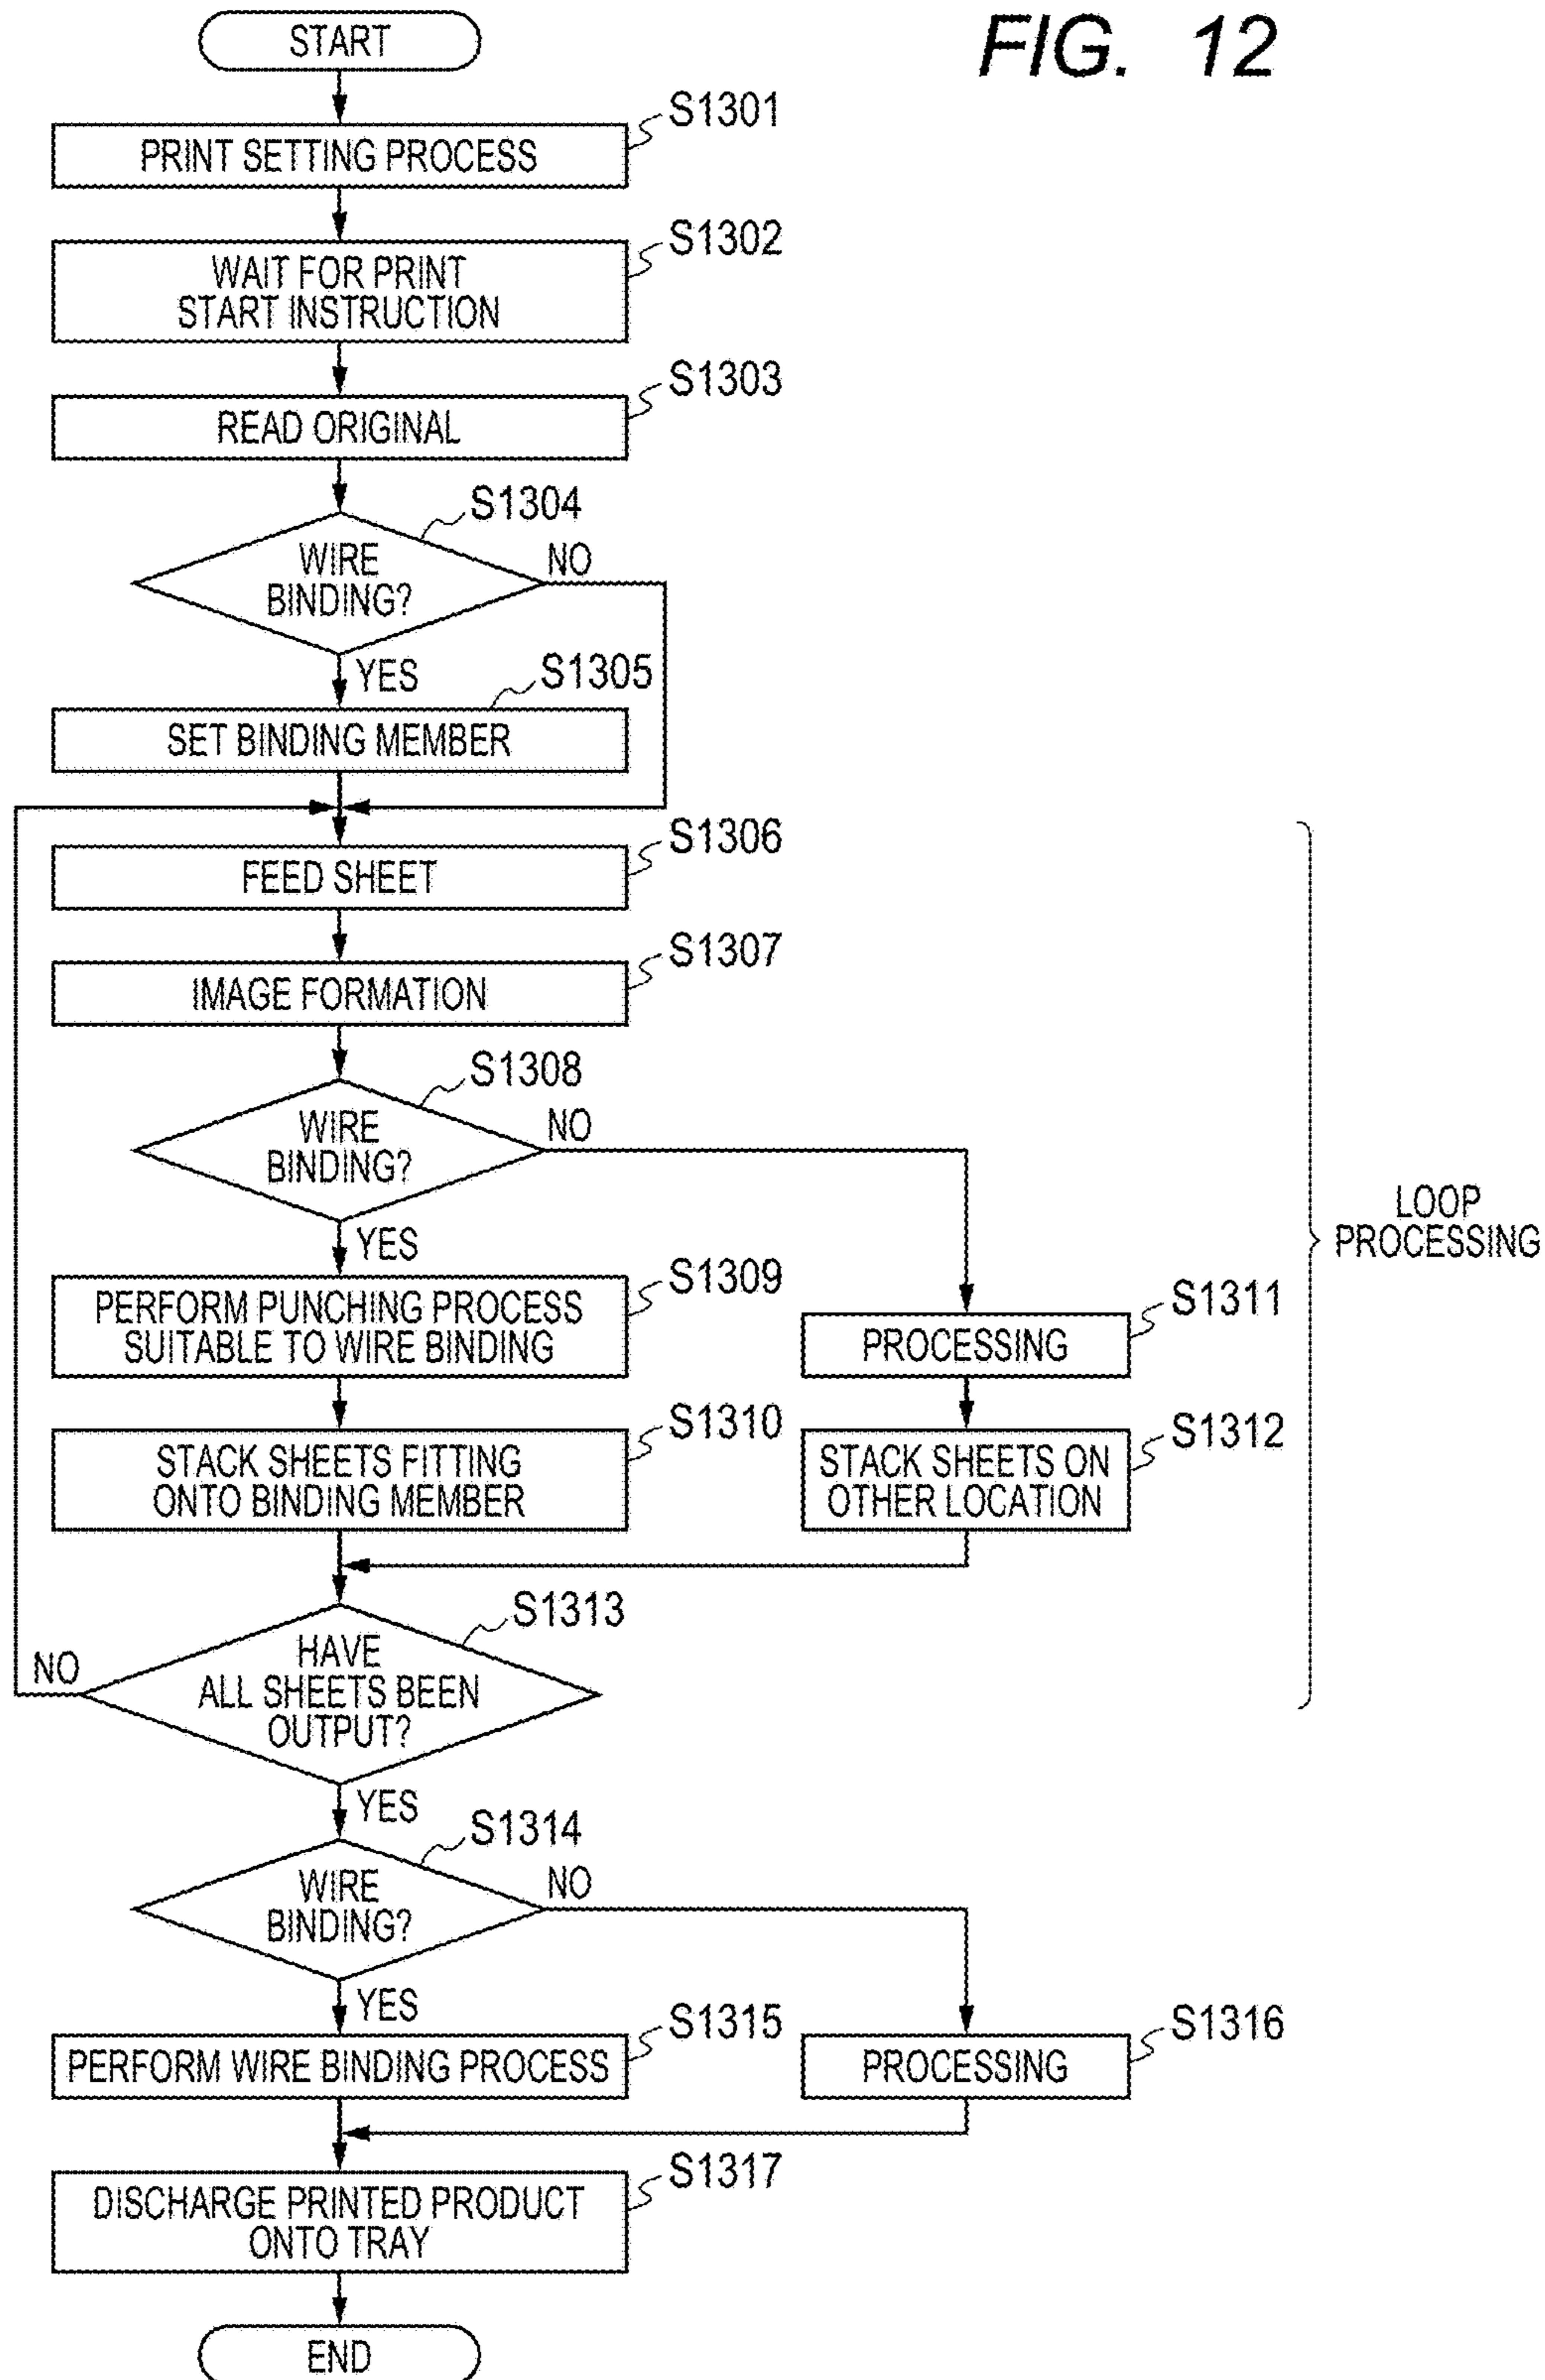 FIG. 12
START
S1301
PRINT SETTING PROCESS
S1302
WAIT FOR PRINT
START INSTRUCTION
S1303
READ ORIGINAL
S1304
WIRE
BINDING?
NO
YES
S1305
SET BINDING MEMBER
S1306
FEED SHEET
S1307
IMAGE FORMATION
S1308
WIRE
BINDING?
NO
YES
S1309
PERFORM PUNCHING PROCESS
SUITABLE TO WIRE BINDING
S1311
PROCESSING
LOOP
PROCESSING
S1310
STACK SHEETS FITTING
ONTO BINDING MEMBER
S1312
STACK SHEETS ON
OTHER LOCATION
S1313
HAVE
ALL SHEETS BEEN
OUTPUT?
NO
YES
S1314
WIRE
BINDING?
NO
YES
S1315
PERFORM WIRE BINDING PROCESS
S1316
PROCESSING
S1317
DISCHARGE PRINTED PRODUCT
ONTO TRAY
END